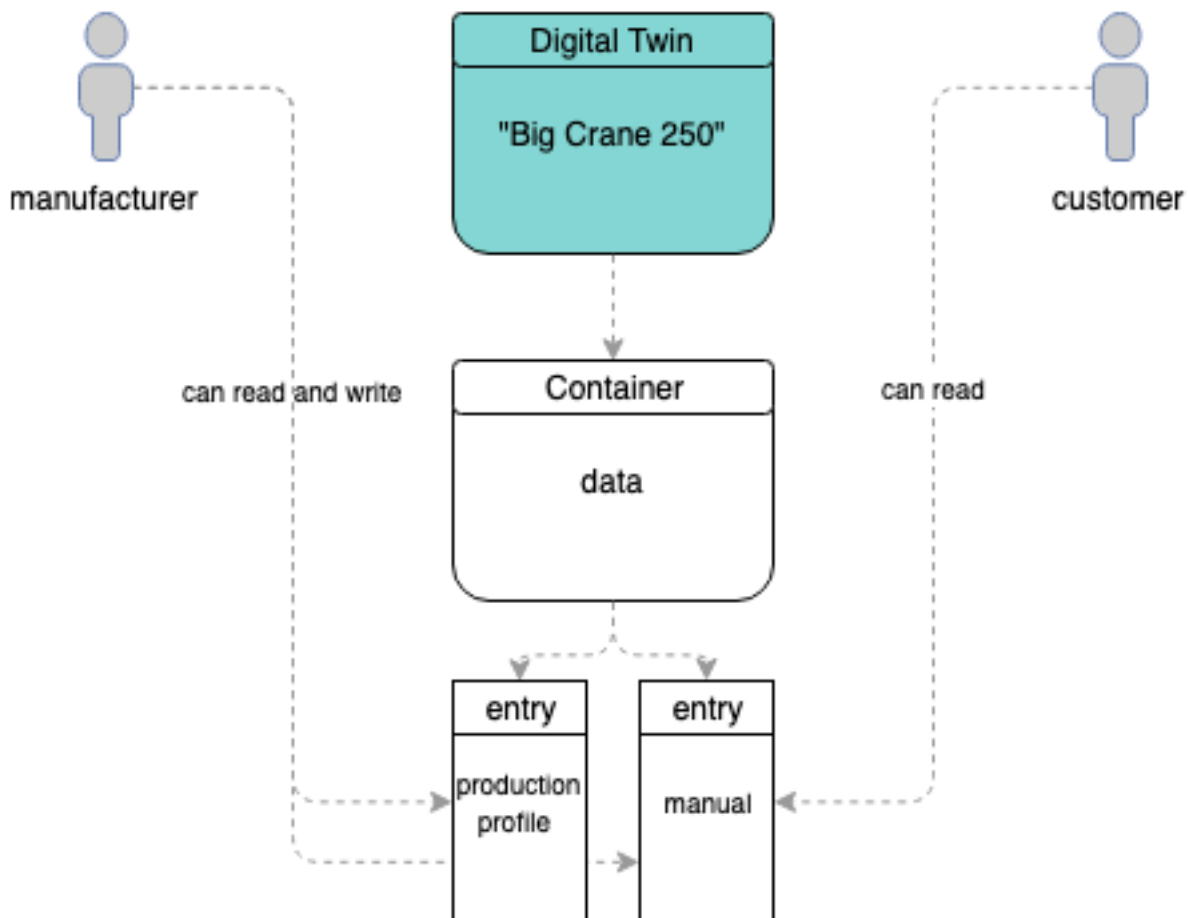 Digital Twin
"Big Crane 250"
manufacturer
customer
can read and write
Container
can read
data
entry
entry
production
profile
manual